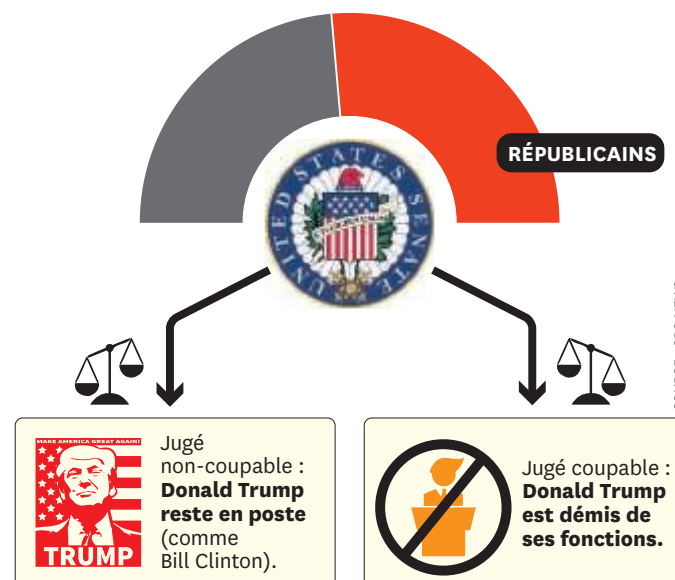 RÉPUBLICAINS
UNITED STATES SENATE
MAKE AMERICA GREAT AGAIN!
TRUMP
Jugé
non-coupable :
Donald Trump
reste en poste
(comme
Bill Clinton).
Jugé coupable :
Donald Trump
est démis de
ses fonctions.